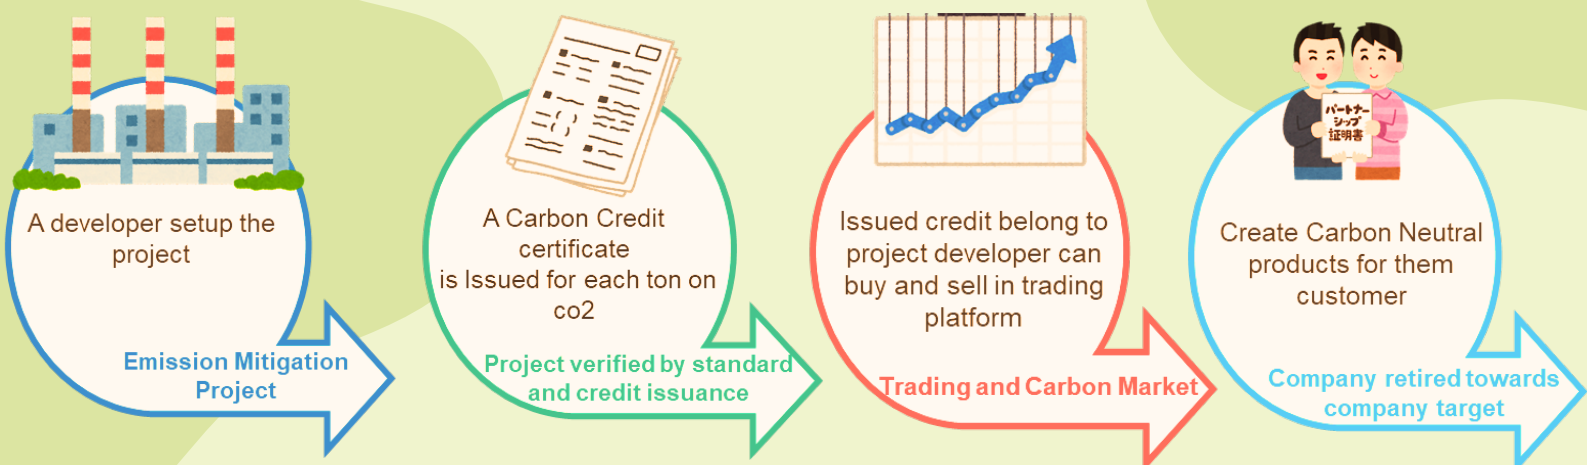 A developer setup the
project
Emission Mitigation
Project
A Carbon Credit
certificate
is Issued for each ton on
co2
Project verified by standard
and credit issuance
Issued credit belong to
project developer can
buy and sell in trading
platform
Trading and Carbon Market
パートナー
シップ
証明書
Create Carbon Neutral
products for them
customer
Company retired towards
company target